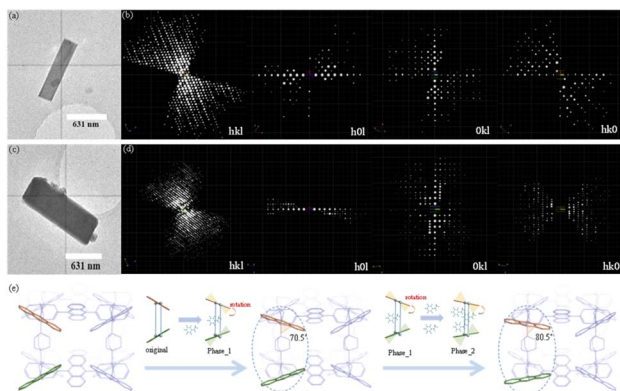 (a)
631 nm
(b)
hkl
h0l
0kl
hk0
(c)
631 nm
(d)
hkl
h0l
0kl
hk0
(e)
original
rotation
Phase_1
70.5°
Phase_1
rotation
Phase_2
80.5°